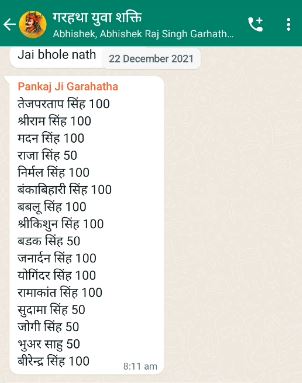 गरहथा युवा शक्ति
Abhishek, Abhishek Raj Singh Garhath...
Jai bhole nath
22 December 2021
Pankaj Ji Garahatha
तेजपरताप सिंह 100
श्रीराम सिंह 100
मदन सिंह 100
राजा सिंह 50
निर्मल सिंह 100
बंकाबिहारी सिंह 100
बबलू सिंह 100
श्रीकिशुन सिंह 100
बडक सिंह 50
जनार्दन सिंह 100
योगिंदर सिंह 100
रामाकांत सिंह 100
सुदामा सिंह 50
जोगी सिंह 50
भुअर साहु 50
बीरेन्द्र सिंह 100
8:11 am